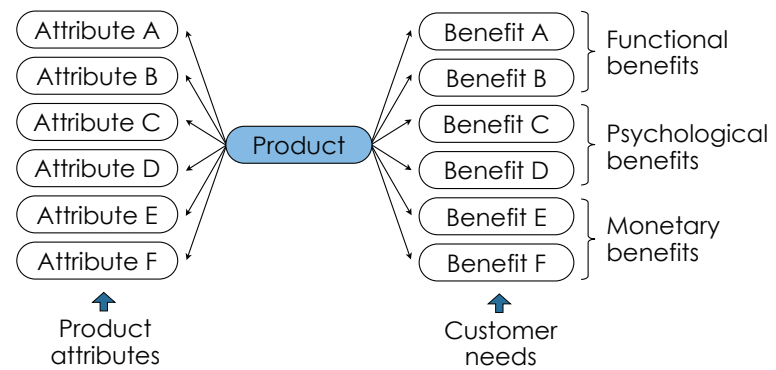 Attribute A
Attribute B
Attribute C
Attribute D
Attribute E
Attribute F
Product
attributes
Product
Benefit A
Benefit B
Benefit C
Benefit D
Benefit E
Benefit F
Customer
needs
Functional
benefits
Psychological
benefits
Monetary
benefits